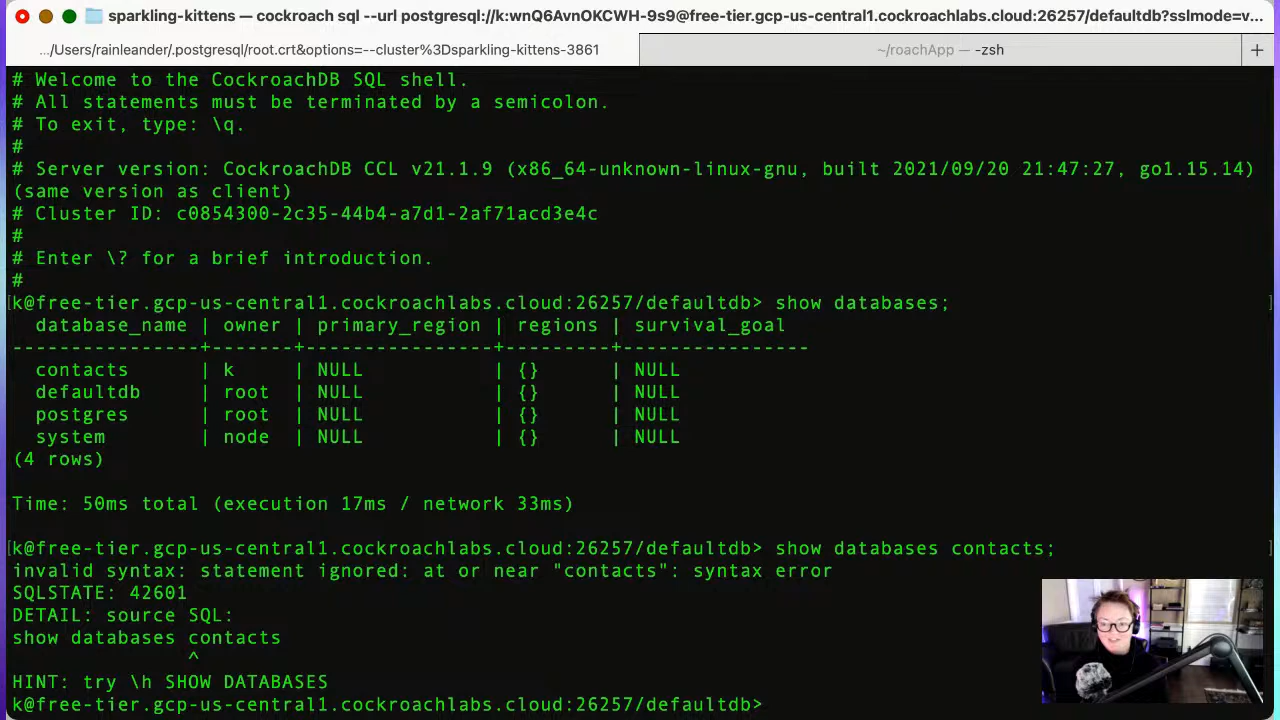 sparkling-kittens — cockroach sql --url postgresql://k:wnQ6AvnOKCWH-9s9@free-tier.gcp-us-central1.cockroachlabs.cloud:26257/defaultdb?sslmode=v...
.../Users/rainleander/.postgresql/root.crt&options=--cluster%3Dsparkling-kittens-3861
~/roachApp — -zsh
+
# Welcome to the CockroachDB SQL shell.
# All statements must be terminated by a semicolon.
# To exit, type: \q.
#
# Server version: CockroachDB CCL v21.1.9 (x86_64-unknown-linux-gnu, built 2021/09/20 21:47:27, go1.15.14)
(same version as client)
# Cluster ID: c0854300-2c35-44b4-a7d1-2af71acd3e4c
#
# Enter \? for a brief introduction.
#
[k@free-tier.gcp-us-central1.cockroachlabs.cloud:26257/defaultdb> show databases; ]
database_name | owner | primary_region | regions | survival_goal
----------------+-------+----------------+---------+----------------
contacts | k | NULL | {} | NULL
defaultdb | root | NULL | {} | NULL
postgres | root | NULL | {} | NULL
system | node | NULL | {} | NULL
(4 rows)
Time: 50ms total (execution 17ms / network 33ms)
[k@free-tier.gcp-us-central1.cockroachlabs.cloud:26257/defaultdb> show databases contacts; ]
invalid syntax: statement ignored: at or near "contacts": syntax error
SQLSTATE: 42601
DETAIL: source SQL:
show databases contacts
^
HINT: try \h SHOW DATABASES
k@free-tier.gcp-us-central1.cockroachlabs.cloud:26257/defaultdb>